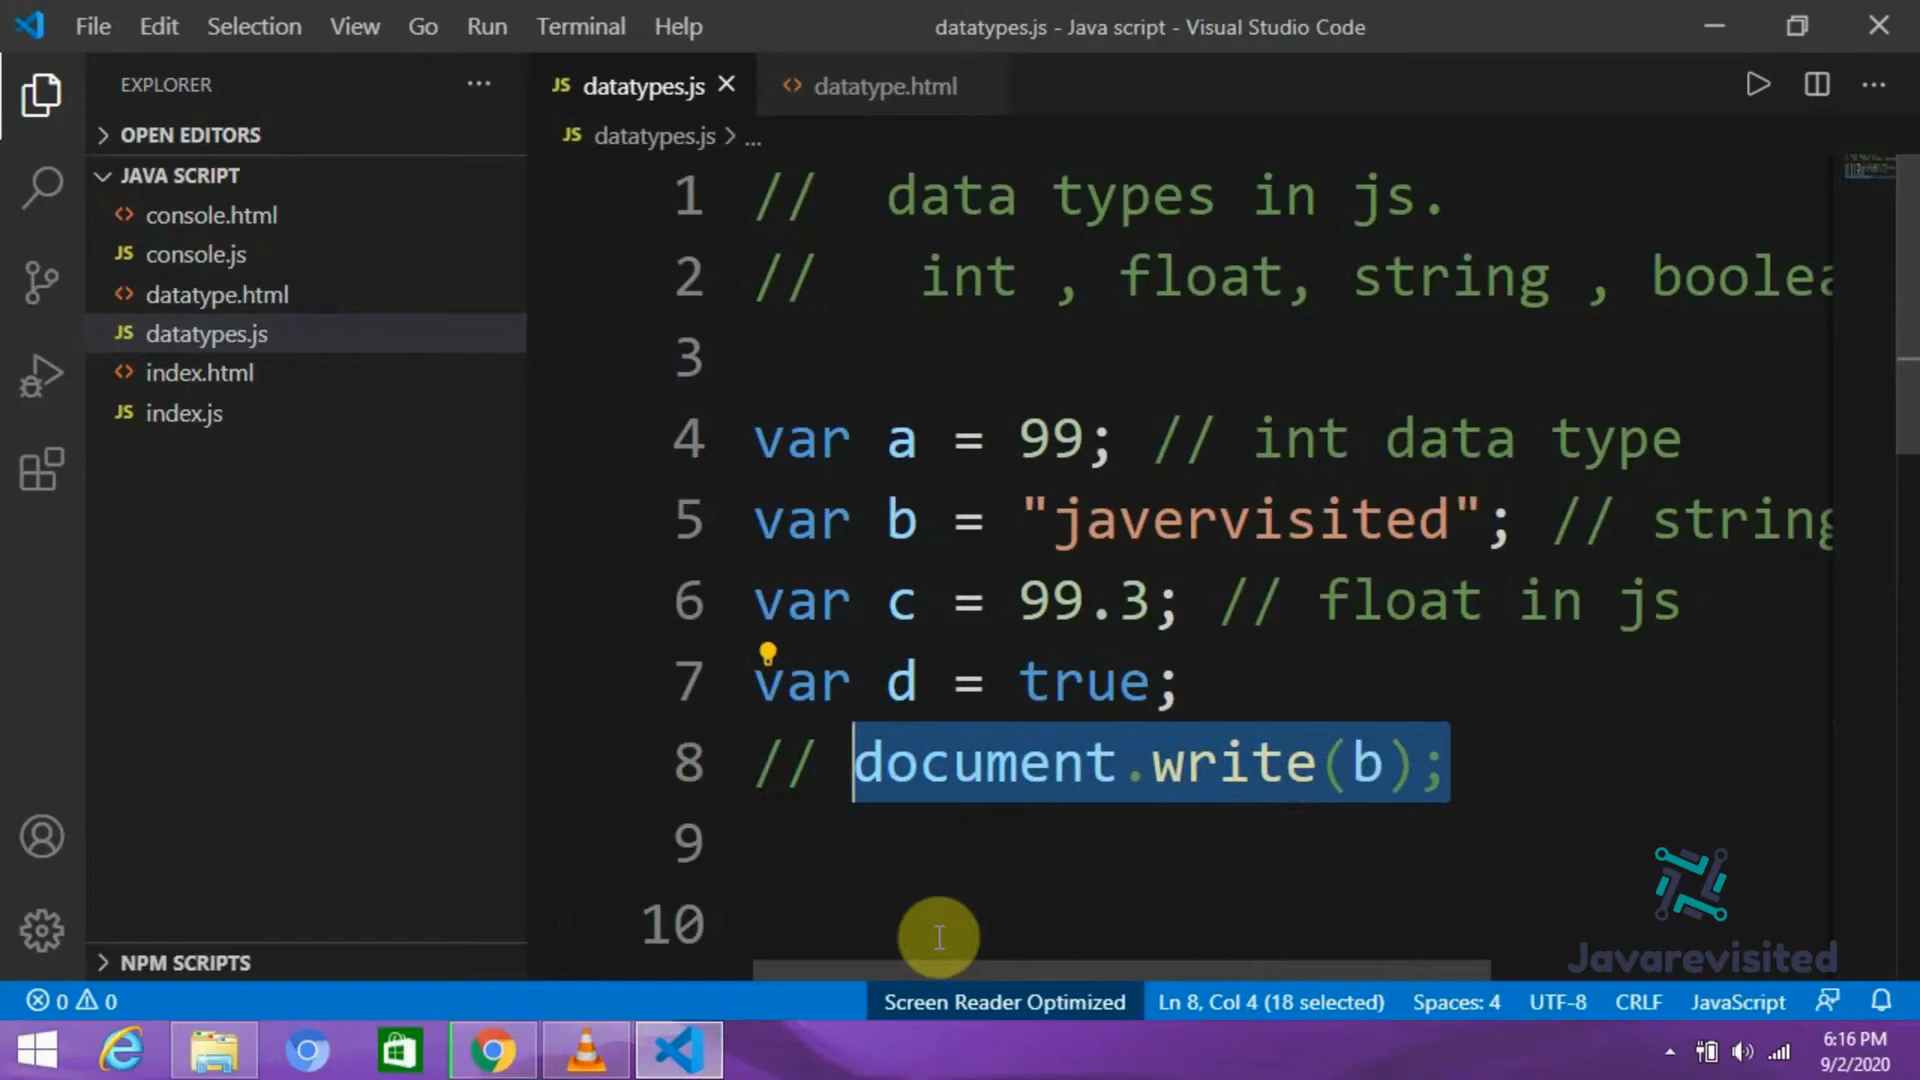 File Edit Selection View Go Run Terminal Help
datatypes.js - Java script - Visual Studio Code
EXPLORER
OPEN EDITORS
JAVA SCRIPT
console.html
JS console.js
datatype.html
JS datatypes.js
index.html
JS index.js
NPM SCRIPTS
JS datatypes.js
datatype.html
JS datatypes.js > ...
1 // data types in js.
2 // int , float, string , boolea
3
4 var a = 99; // int data type
5 var b = "javervisited"; // string
6 var c = 99.3; // float in js
7 var d = true;
8 // document.write(b);
9
10
Javarevisited
0 0
Screen Reader Optimized
Ln 8, Col 4 (18 selected)
Spaces: 4
UTF-8
CRLF
JavaScript
6:16 PM
9/2/2020